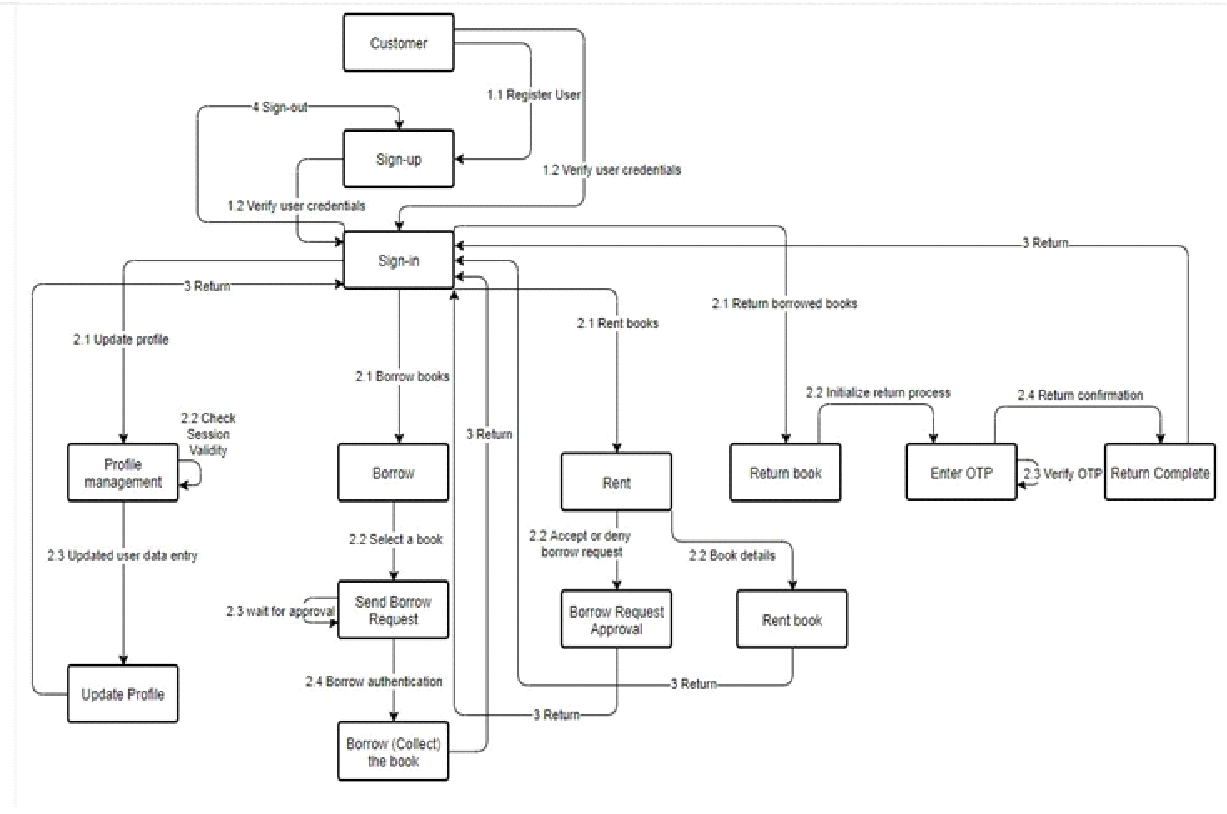 Customer
1.1 Register User
4 Sign-out
Sign-up
1.2 Verify user credentials
1.2 Verify user credentials
Sign-in
3 Return
3 Return
2.1 Return borrowed books
2.1 Rent books
2.1 Update profile
2.1 Borrow books
2.2 Initialize return process
2.4 Return confirmation
2.2 Check
Session
Validity
3 Return
Profile
management
Borrow
Rent
Return book
Enter OTP
2.3 Verify OTP
Return Complete
2.2 Select a book
2.2 Accept or deny
borrow request
2.2 Book details
2.3 Updated user data entry
2.3 wait for approval
Send Borrow
Request
Borrow Request
Approval
Rent book
2.4 Borrow authentication
3 Return
Update Profile
3 Return
Borrow (Collect)
the book